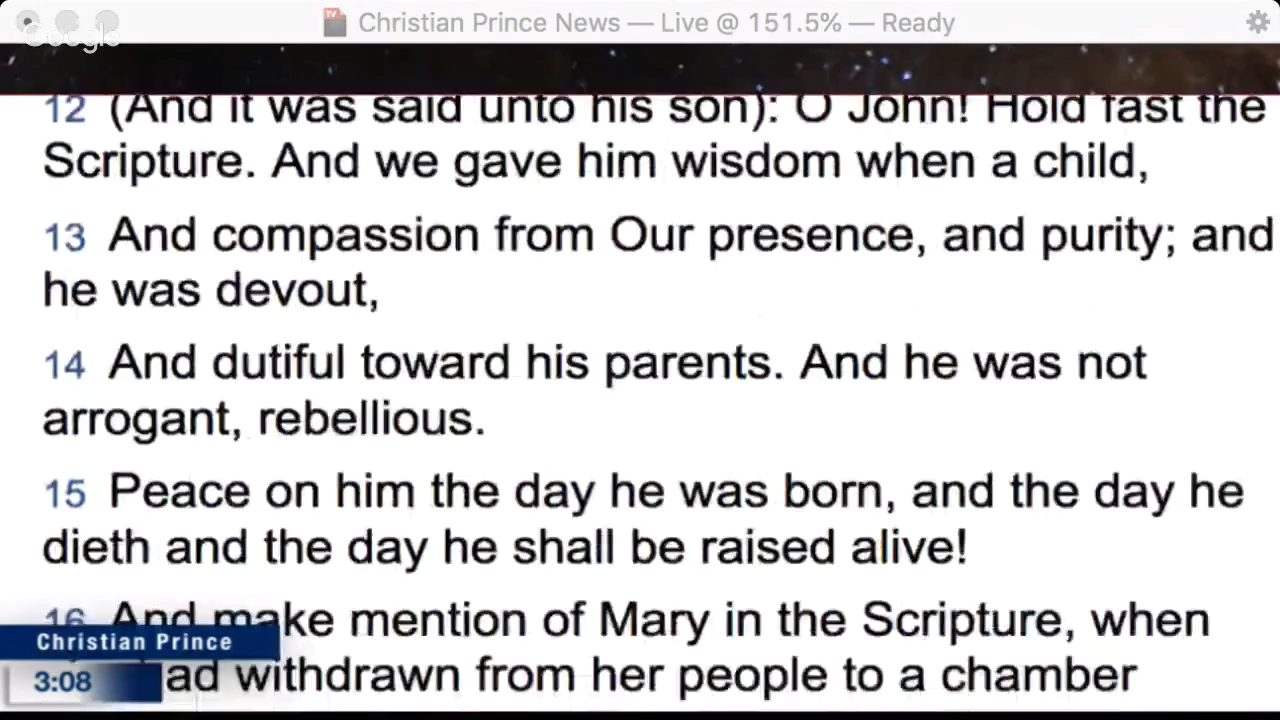 Christian Prince News — Live @ 151.5% — Ready
Google
12 (And it was said unto his son): O John! Hold fast the
Scripture. And we gave him wisdom when a child,
13 And compassion from Our presence, and purity; and
he was devout,
14 And dutiful toward his parents. And he was not
arrogant, rebellious.
15 Peace on him the day he was born, and the day he
dieth and the day he shall be raised alive!
16 And make mention of Mary in the Scripture, when
ad withdrawn from her people to a chamber
Christian Prince
3:08